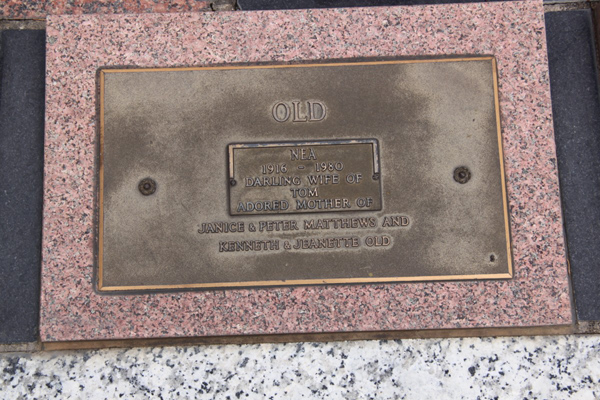 OLD
NEA
1916 - 1980
DARLING WIFE OF
TOM
ADORED MOTHER OF
JANICE & PETER MATTHEWS AND
KENNETH & JEANETTE OLD